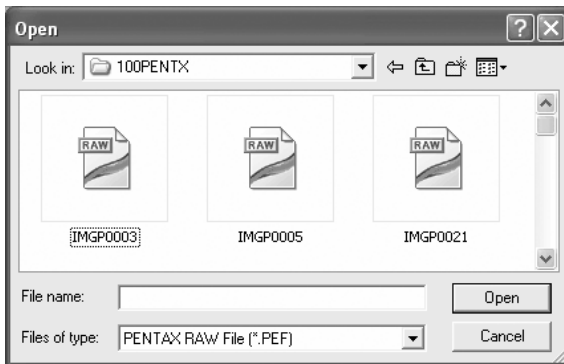 Open
Look in: 100PENTX
RAW RAW RAW
IMGP0003 IMGP0005 IMGP0021
File name: Open
Files of type: PENTAX RAW File (*.PEF) Cancel